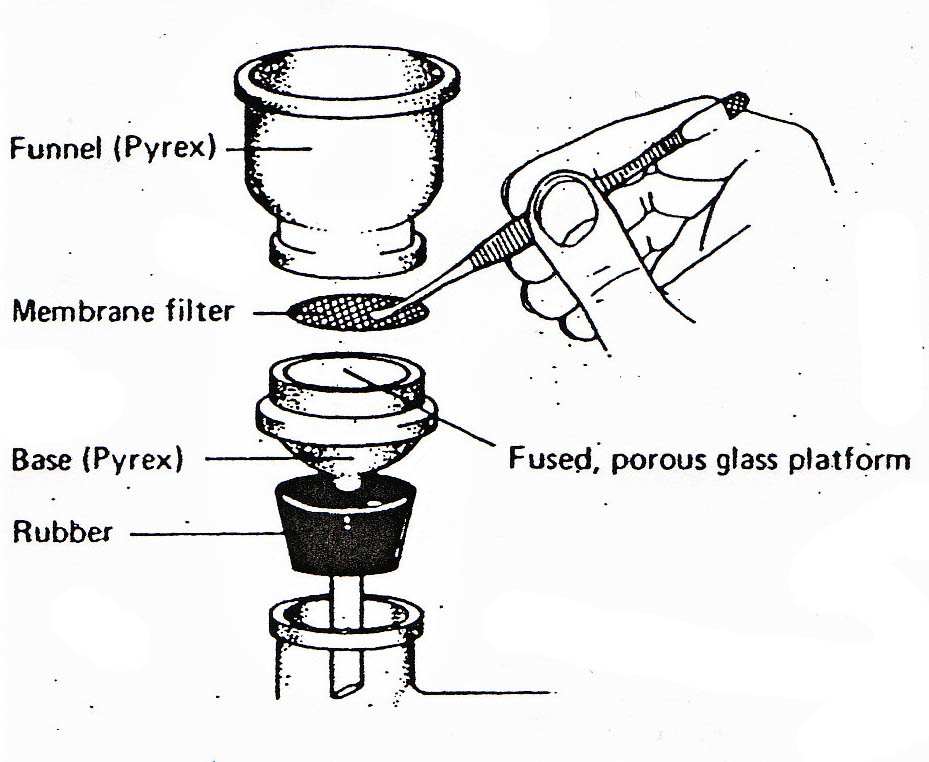 Funnel (Pyrex)
Membrane filter
Base (Pyrex)
Fused, porous glass platform
Rubber